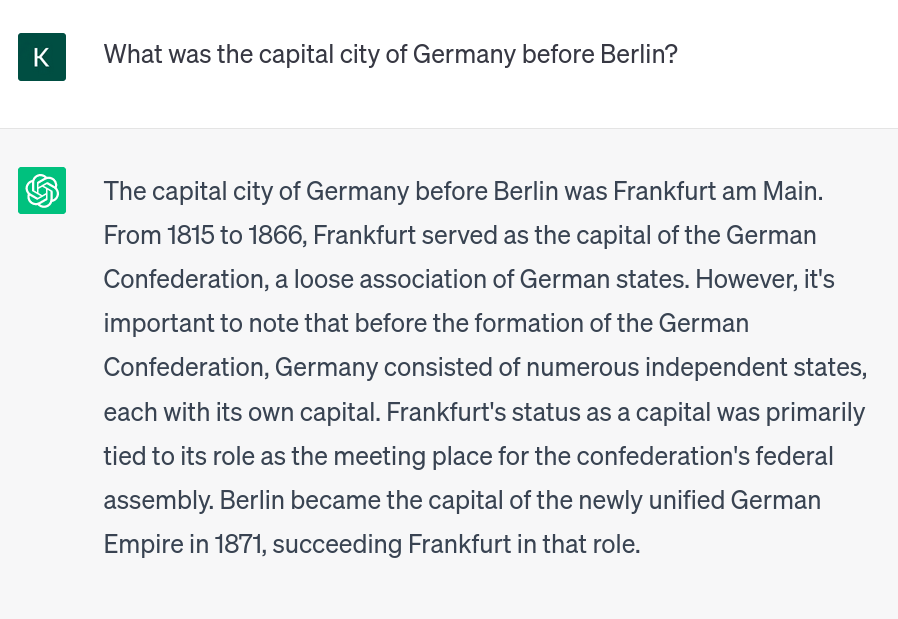 K
What was the capital city of Germany before Berlin?
The capital city of Germany before Berlin was Frankfurt am Main.
From 1815 to 1866, Frankfurt served as the capital of the German
Confederation, a loose association of German states. However, it's
important to note that before the formation of the German
Confederation, Germany consisted of numerous independent states,
each with its own capital. Frankfurt's status as a capital was primarily
tied to its role as the meeting place for the confederation's federal
assembly. Berlin became the capital of the newly unified German
Empire in 1871, succeeding Frankfurt in that role.